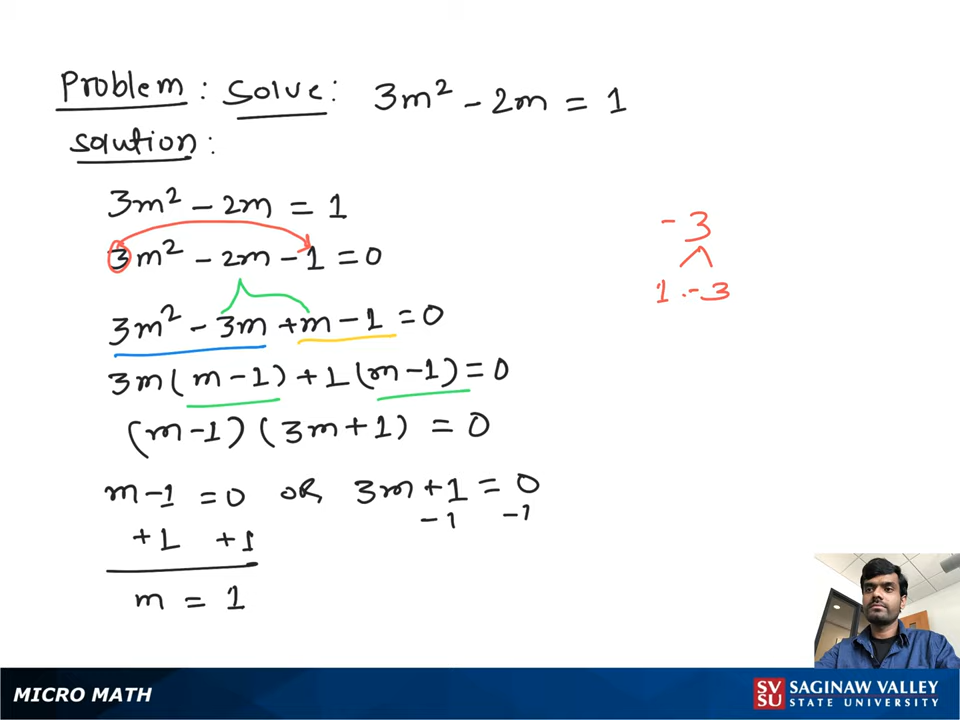 Problem: Solve: 3m² - 2m = 1
Solution:
3m² - 2m = 1
3m² - 2m - 1 = 0
3m² - 3m + m - 1 = 0
3m(m-1) + 1(m-1) = 0
(m-1)(3m+1) = 0
m-1 = 0 OR 3m+1 = 0
+1 +1 -1 -1
m = 1
-3
1 · -3
MICRO MATH
SVSU SAGINAW VALLEY
STATE UNIVERSITY